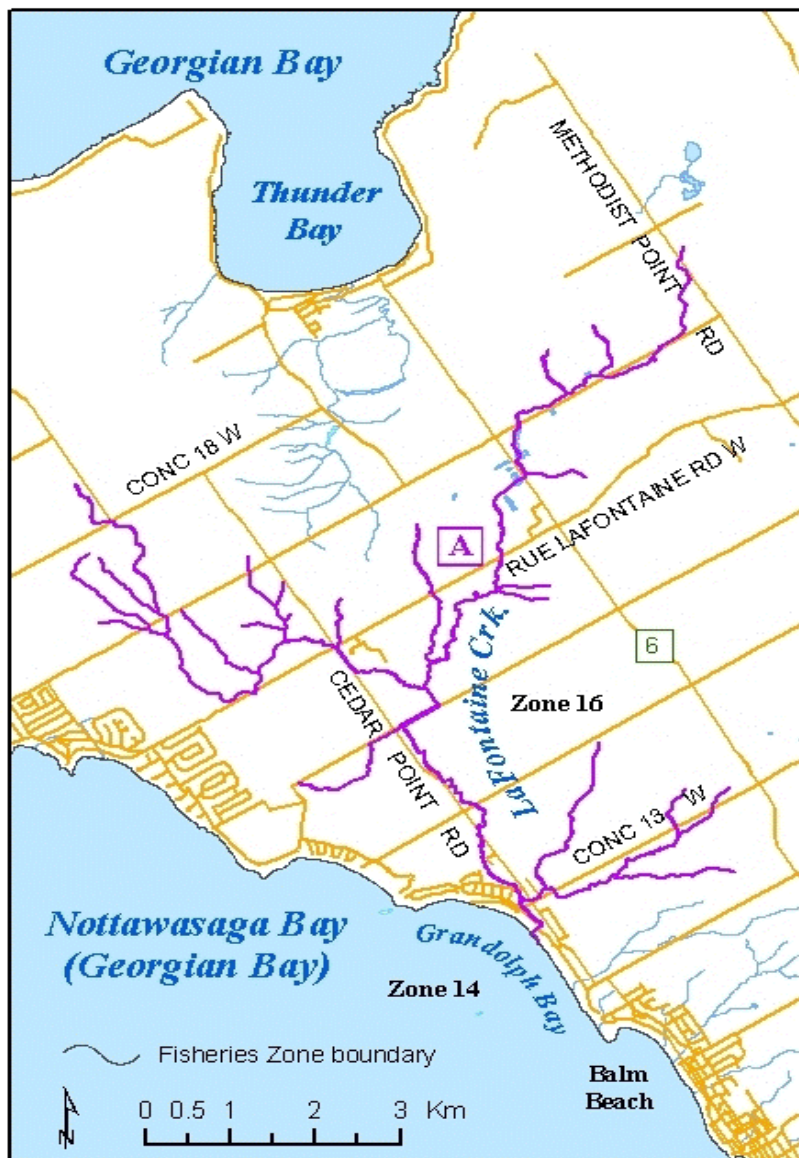 Georgian Bay
Thunder
Bay
METHODIST POINT RD
CONC 18 W
A
RUE LAFONTAINE RD W
LaFontaine Crk.
6
Zone 16
CEDAR POINT RD
CONC 13 W
Nottawasaga Bay
(Georgian Bay)
Grandolph Bay
Zone 14
Fisheries Zone boundary
Balm
Beach
0 0.5 1 2 3 Km
N